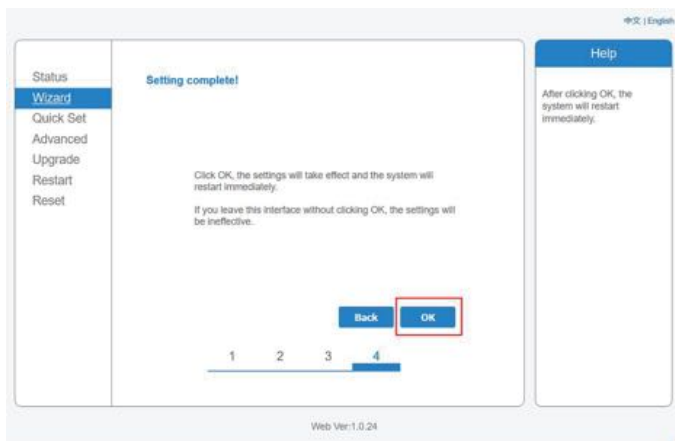 中文 | English
Status
Wizard
Quick Set
Advanced
Upgrade
Restart
Reset
Setting complete!
Click OK, the settings will take effect and the system will
restart immediately.
If you leave this interface without clicking OK, the settings will
be ineffective.
Back
OK
1 2 3 4
Help
After clicking OK, the
system will restart
immediately.
Web Ver:1.0.24